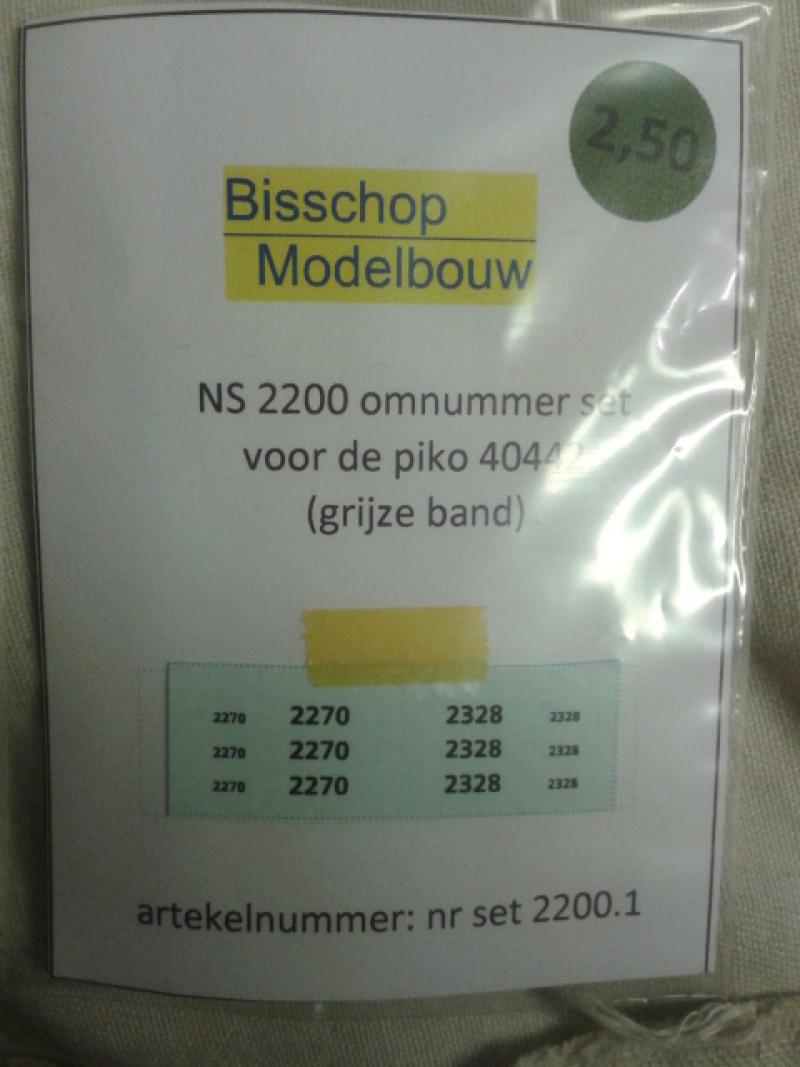 2,50
Bisschop
Modelbouw
NS 2200 omnummer set
voor de piko 40442
(grijze band)
2270 2270 2328 2328
2270 2270 2328 2328
2270 2270 2328 2328
artekelnummer: nr set 2200.1